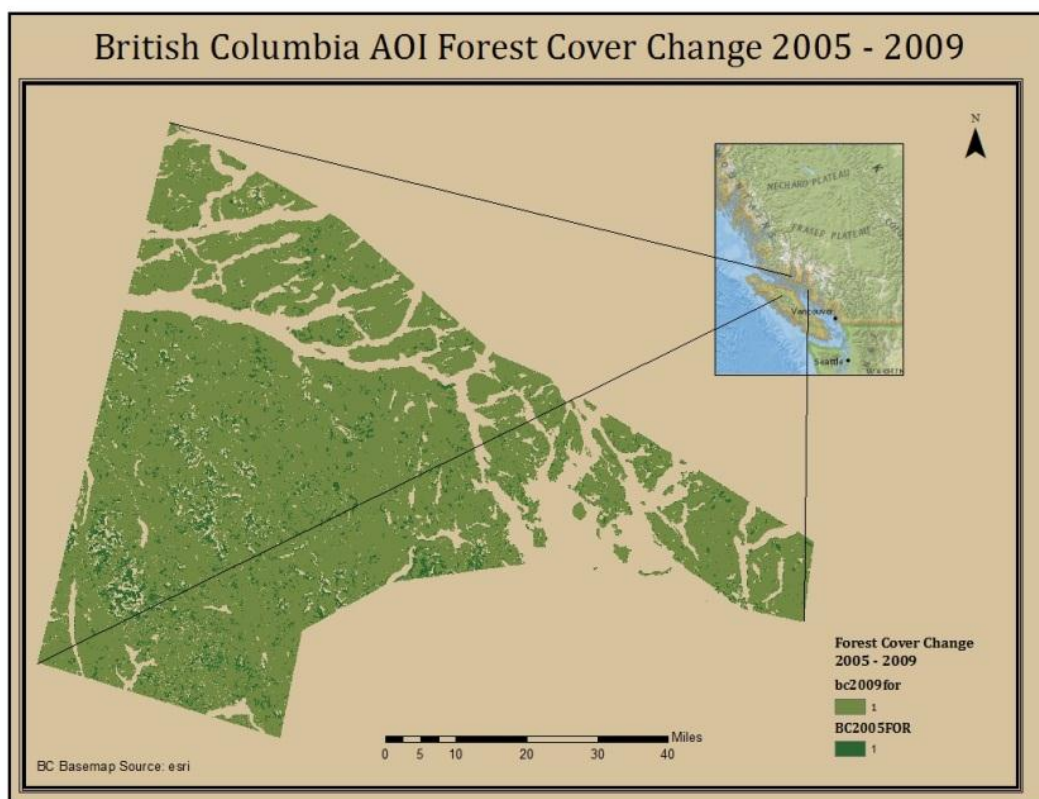 British Columbia AOI Forest Cover Change 2005 - 2009
N
NECHARD PLATEAU
FRASER PLATEAU
Vancouver
Seattle
Forest Cover Change
2005 - 2009
bc2009for
1
BC2005FOR
1
Miles
0 5 10 20 30 40
BC Basemap Source: esri